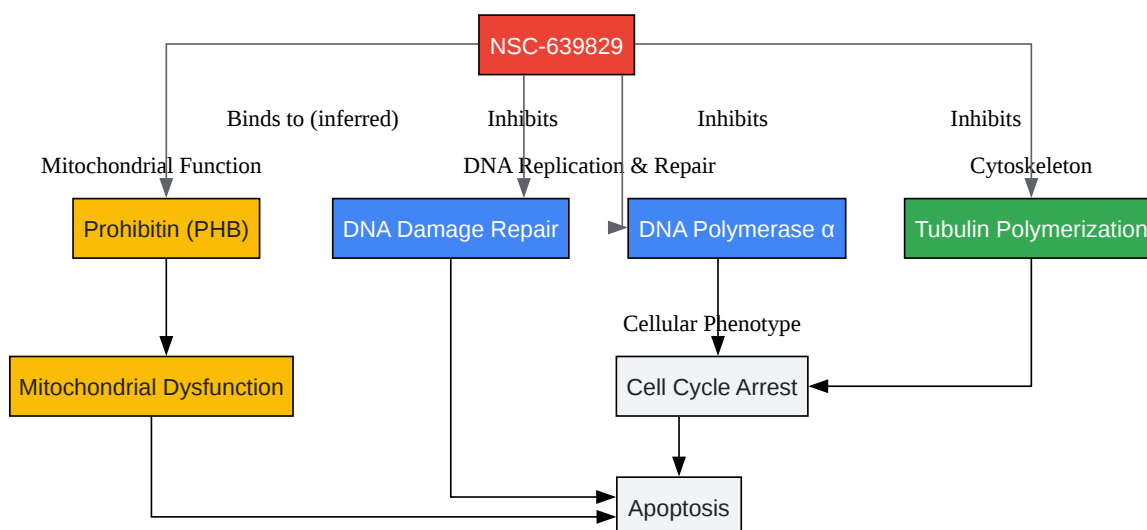 NSC-639829
Binds to (inferred)
Inhibits
Inhibits
Inhibits
Mitochondrial Function
DNA Replication & Repair
Cytoskeleton
Prohibitin (PHB)
DNA Damage Repair
DNA Polymerase α
Tubulin Polymerization
Cellular Phenotype
Mitochondrial Dysfunction
Cell Cycle Arrest
Apoptosis